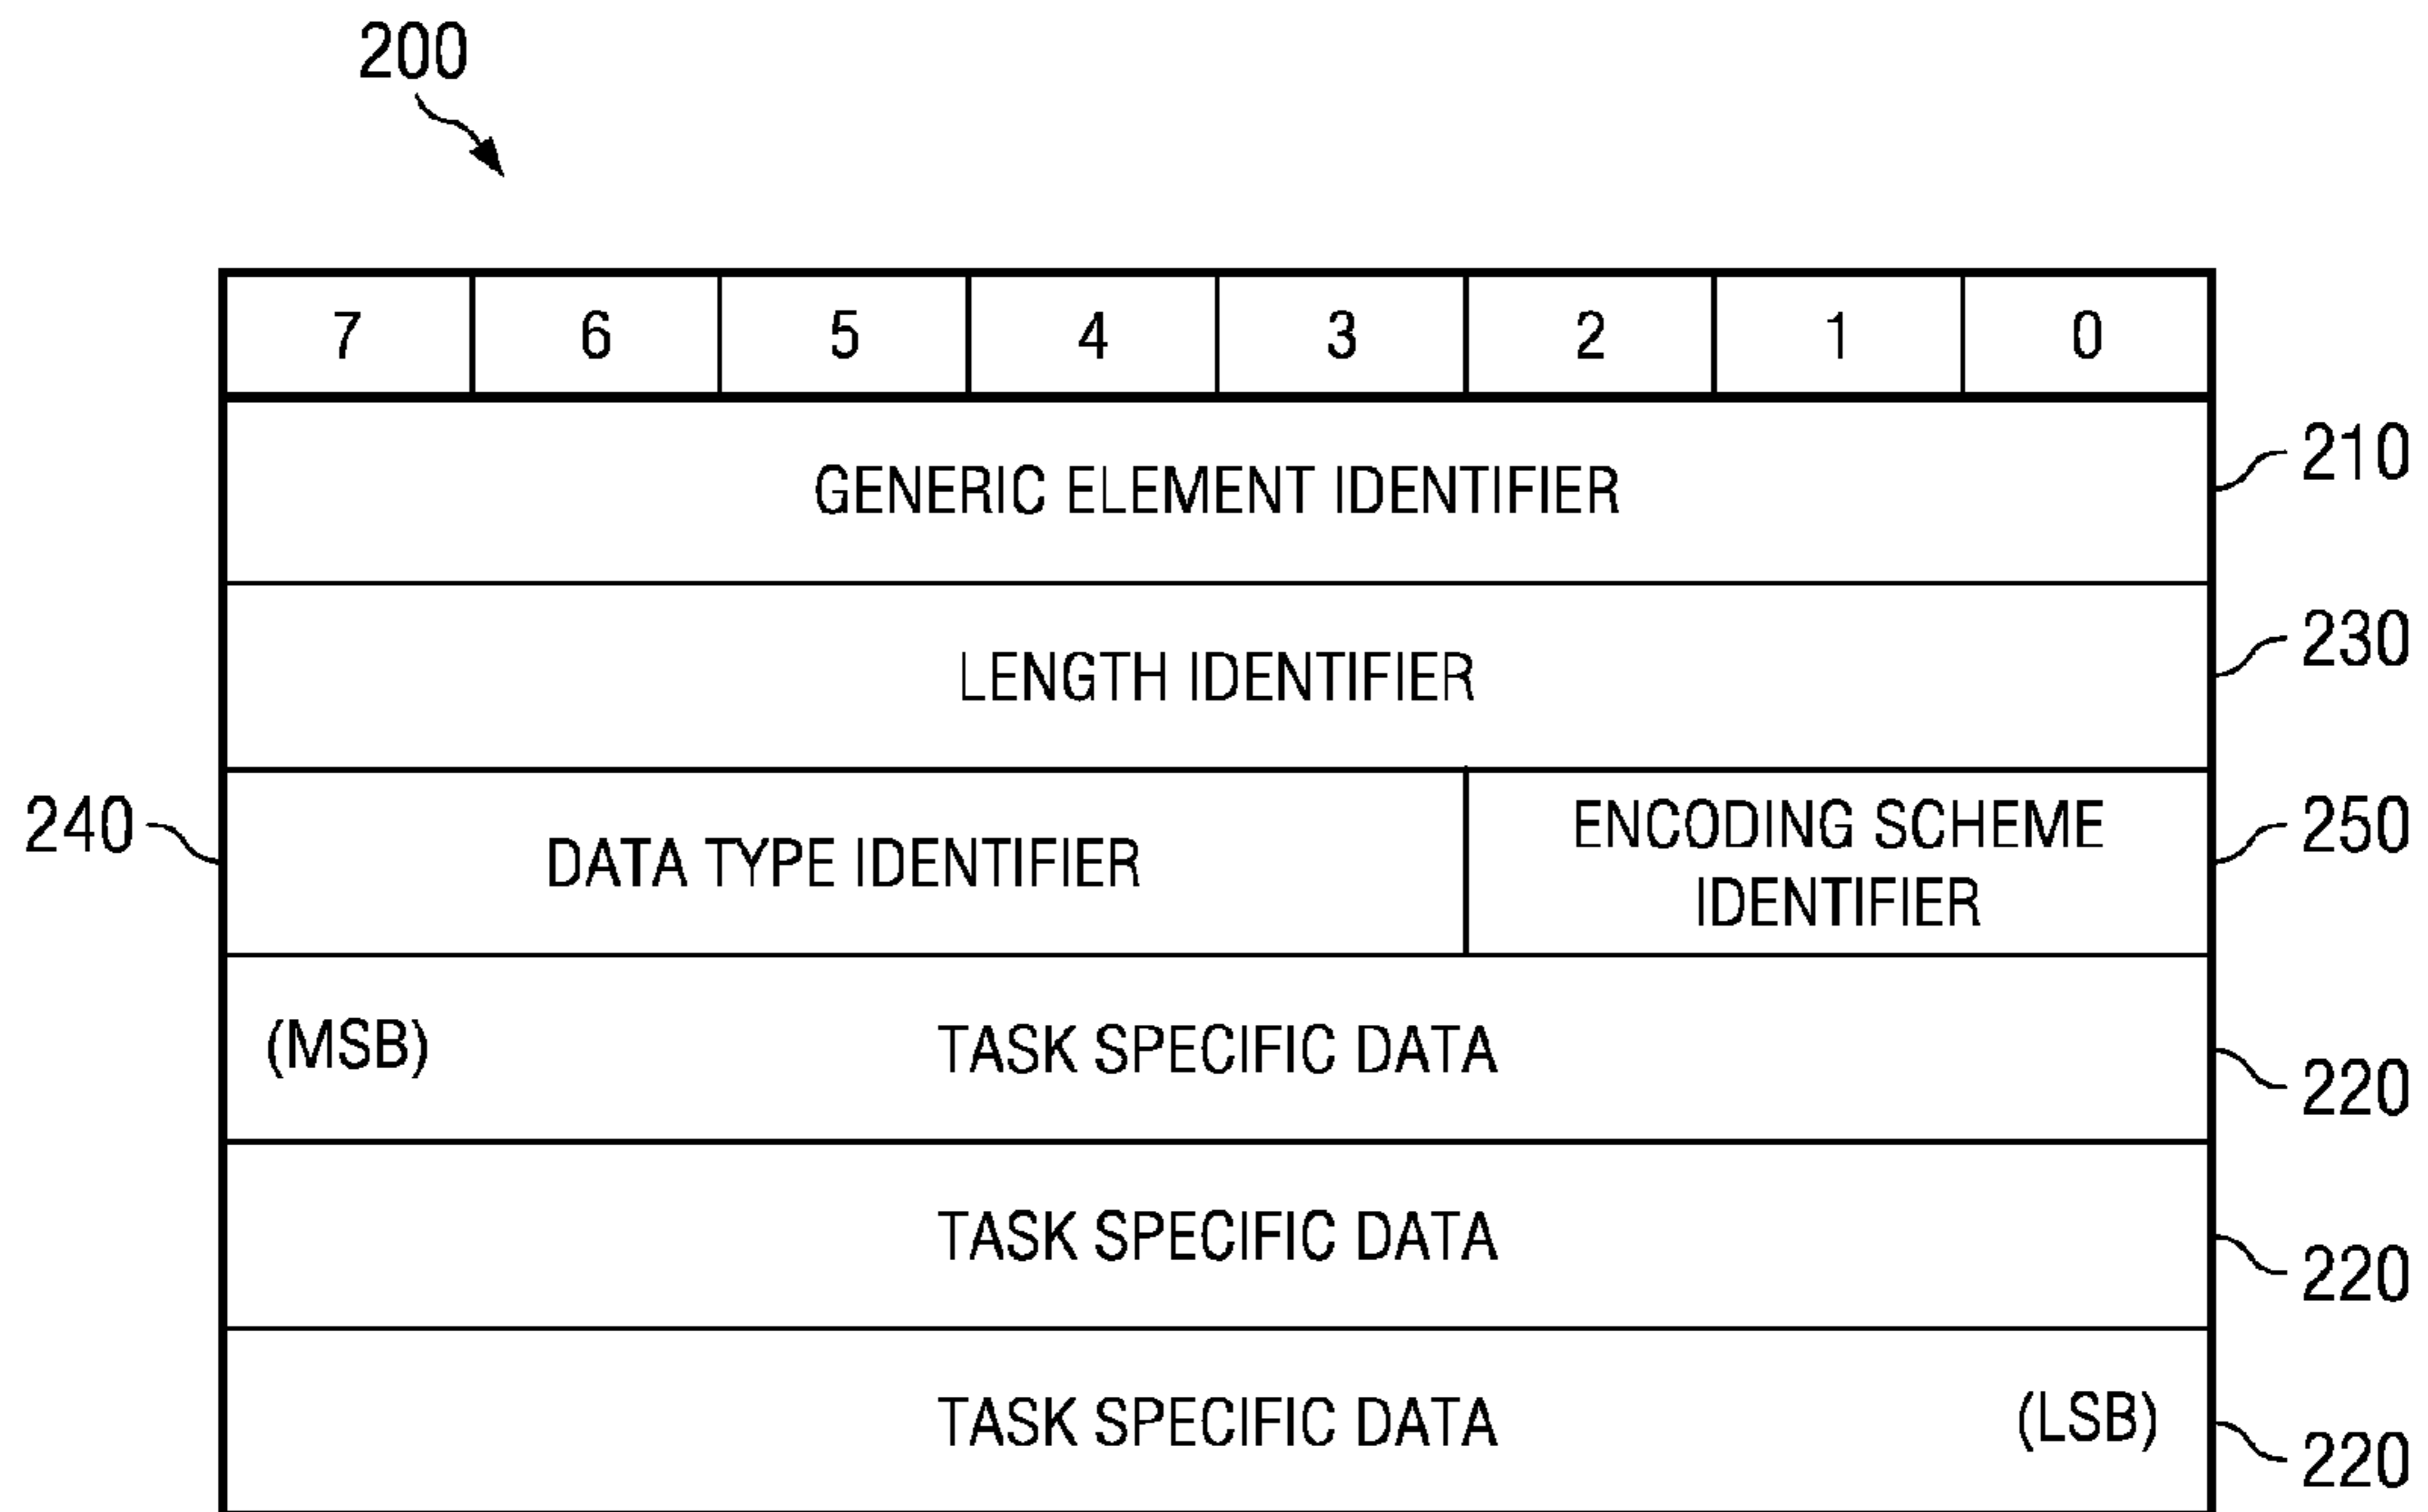 200
7 6 5 4 3 2 1 0
GENERIC ELEMENT IDENTIFIER 210
LENGTH IDENTIFIER 230
240 DATA TYPE IDENTIFIER ENCODING SCHEME 250
IDENTIFIER
(MSB) TASK SPECIFIC DATA 220
TASK SPECIFIC DATA 220
TASK SPECIFIC DATA (LSB) 220